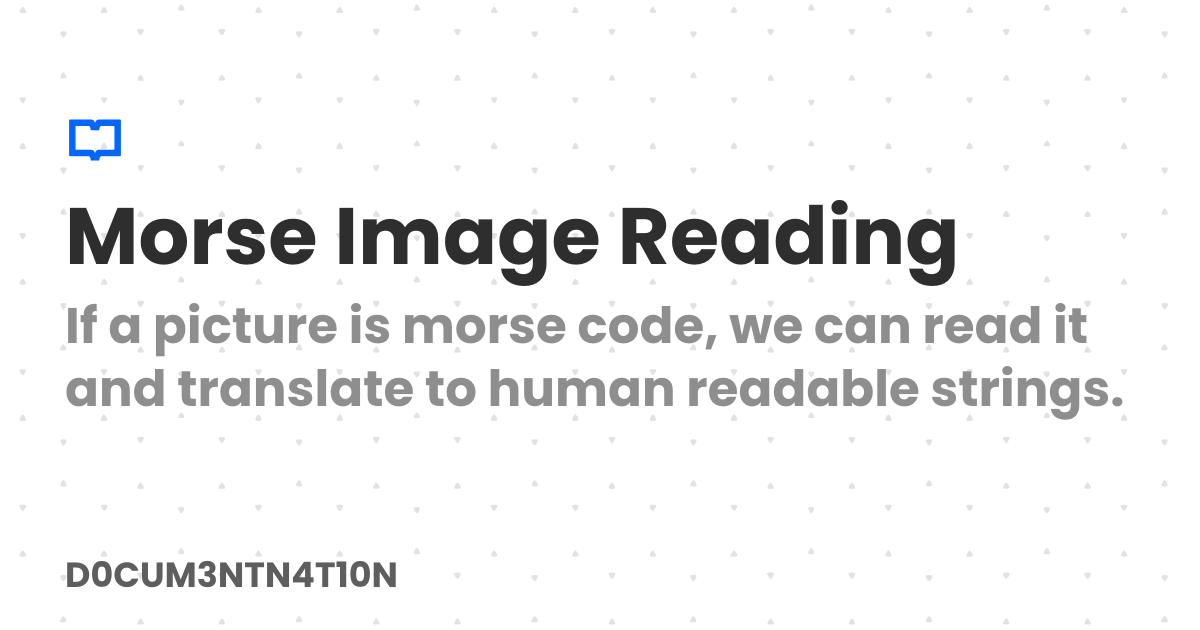 Morse Image Reading
If a picture is morse code, we can read it
and translate to human readable strings.
D0CUM3NTN4T10N